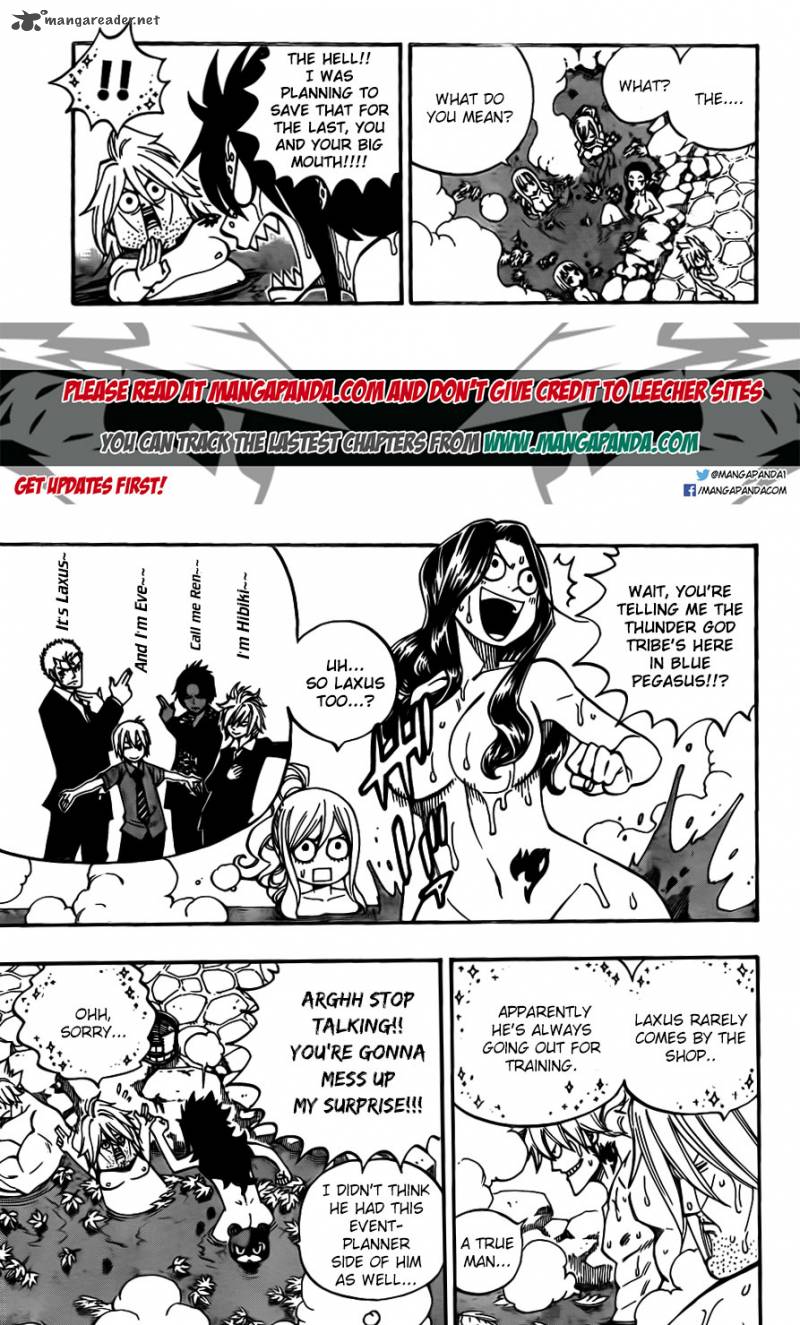 mangareader.net
THE....
WHAT?
WHAT DO
YOU MEAN?
THE HELL!!
I WAS
PLANNING TO
SAVE THAT FOR
THE LAST, YOU
AND YOUR BIG
MOUTH!!!!
!!
PLEASE READ AT MANGAPANDA.COM AND DON'T GIVE CREDIT TO LEECHER SITES
YOU CAN TRACK THE LASTEST CHAPTERS FROM WWW.MANGAPANDA.COM
GET UPDATES FIRST!
@MANGAPANDA1
/MANGAPANDACOM
WAIT, YOU'RE
TELLING ME THE
THUNDER GOD
TRIBE'S HERE
IN BLUE
PEGASUS!!?
UH...
SO LAXUS
TOO...?
I'm Hibiki~~
Call me Ren~~
And I'm Eve~~
It's Laxus~
LAXUS RARELY
COMES BY THE
SHOP..
APPARENTLY
HE'S ALWAYS
GOING OUT FOR
TRAINING.
A TRUE
MAN...
ARGHH STOP
TALKING!!
YOU'RE GONNA
MESS UP
MY SURPRISE!!!
OHH,
SORRY...
I DIDN'T THINK
HE HAD THIS
EVENT-
PLANNER
SIDE OF HIM
AS WELL...